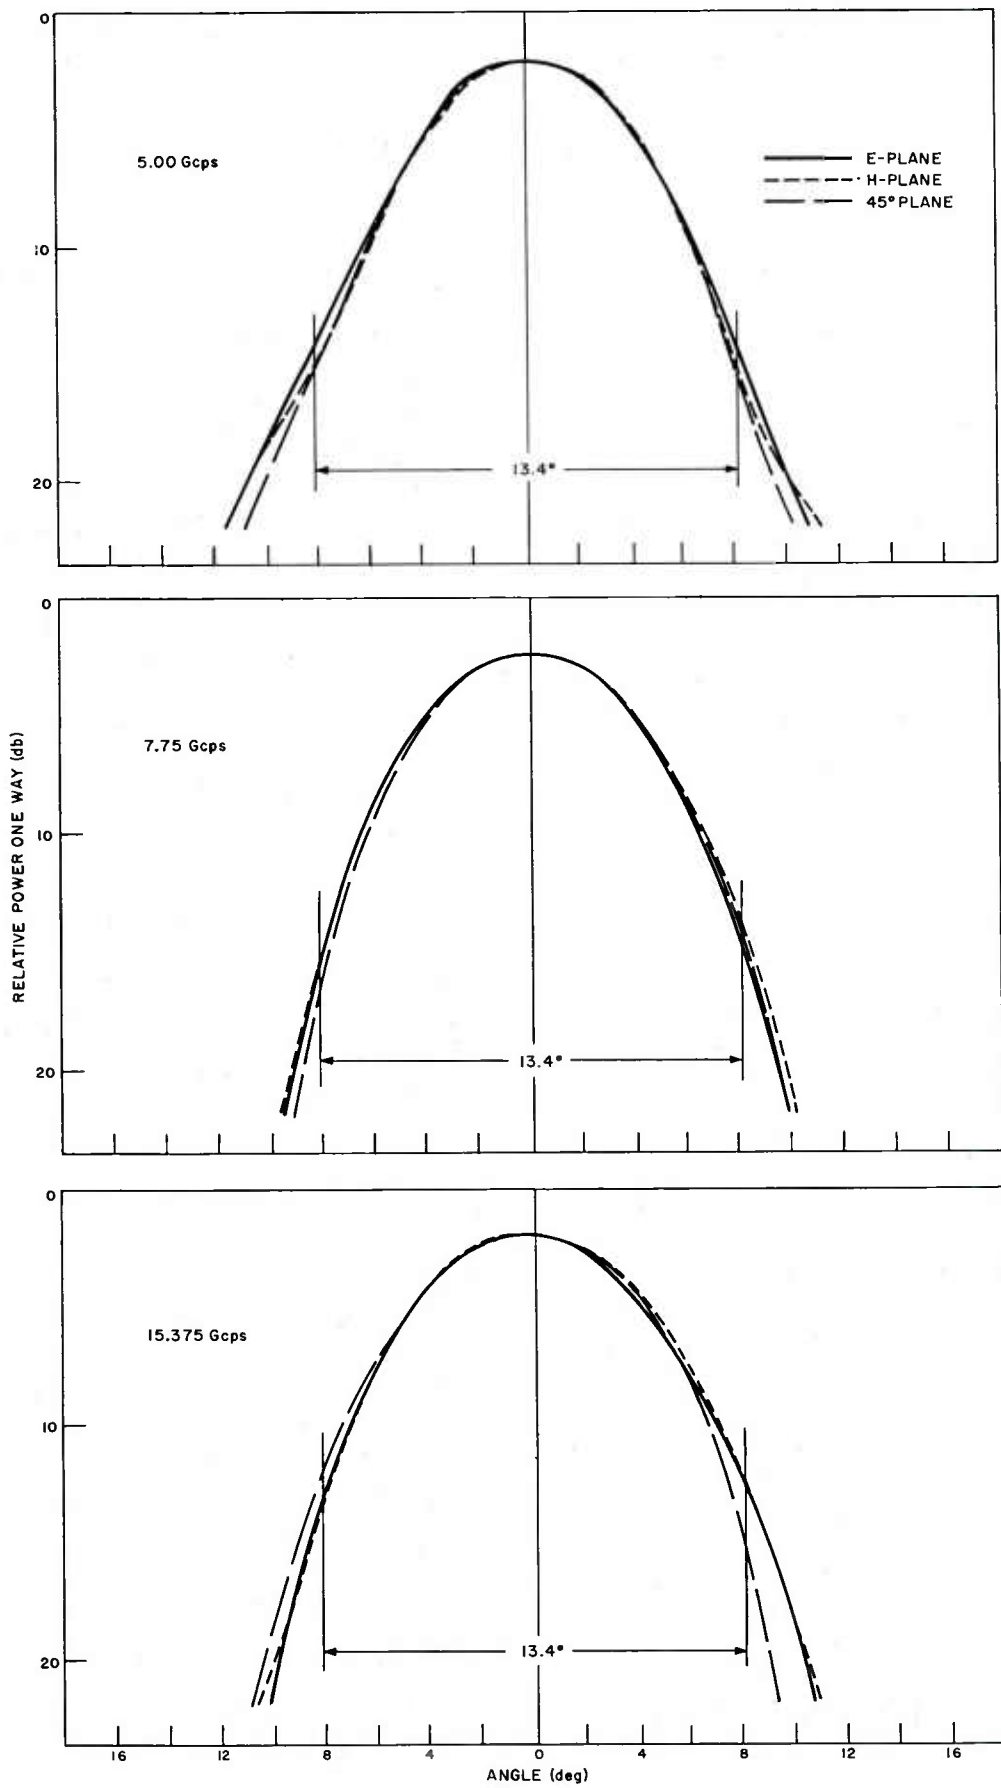 0
5.00 Gcps
E-PLANE
H-PLANE
45° PLANE
10
13.4°
20
0
7.75 Gcps
RELATIVE POWER ONE WAY (db)
10
13.4°
20
0
15.375 Gcps
10
13.4°
20
16 12 8 4 0 4 8 12 16
ANGLE (deg)